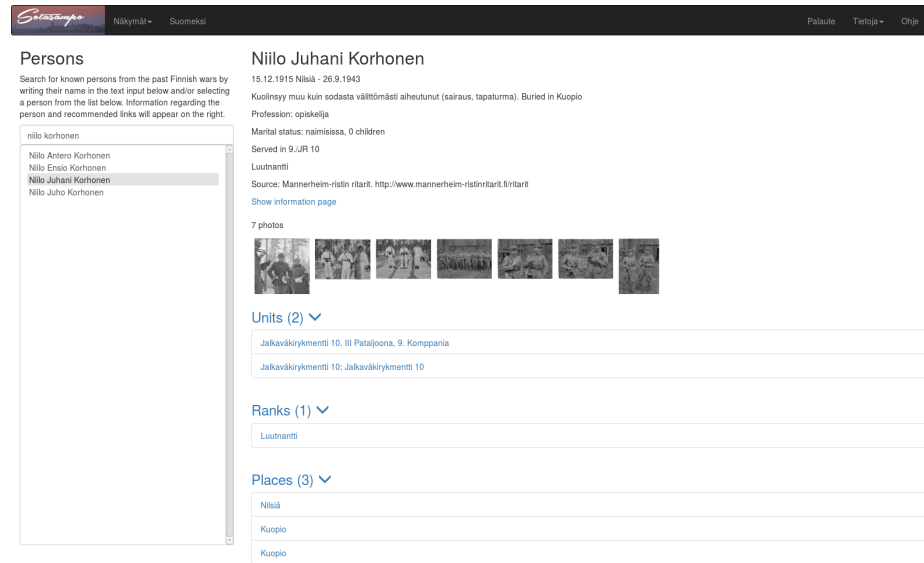 Sotasampo
Näkymät
Suomeksi
Palaute
Tietoja
Ohje
Persons
Search for known persons from the past Finnish wars by
writing their name in the text input below and/or selecting
a person from the list below. Information regarding the
person and recommended links will appear on the right.
niilo korhonen
Niilo Antero Korhonen
Niilo Ensio Korhonen
Niilo Juhani Korhonen
Niilo Juho Korhonen
Niilo Juhani Korhonen
15.12.1915 Nilsiä - 26.9.1943
Kuolinsyy muu kuin sodasta välittömästi aiheutunut (sairaus, tapaturma). Buried in Kuopio
Profession: opiskelija
Marital status: naimisissa, 0 children
Served in 9./JR 10
Luutnantti
Source: Mannerheim-ristin ritarit. http://www.mannerheim-ristinritarit.fi/ritarit
Show information page
7 photos
Units (2)
Jalkaväkirykmentti 10, III Pataljoona, 9. Komppania
Jalkaväkirykmentti 10; Jalkaväkirykmentti 10
Ranks (1)
Luutnantti
Places (3)
Nilsiä
Kuopio
Kuopio